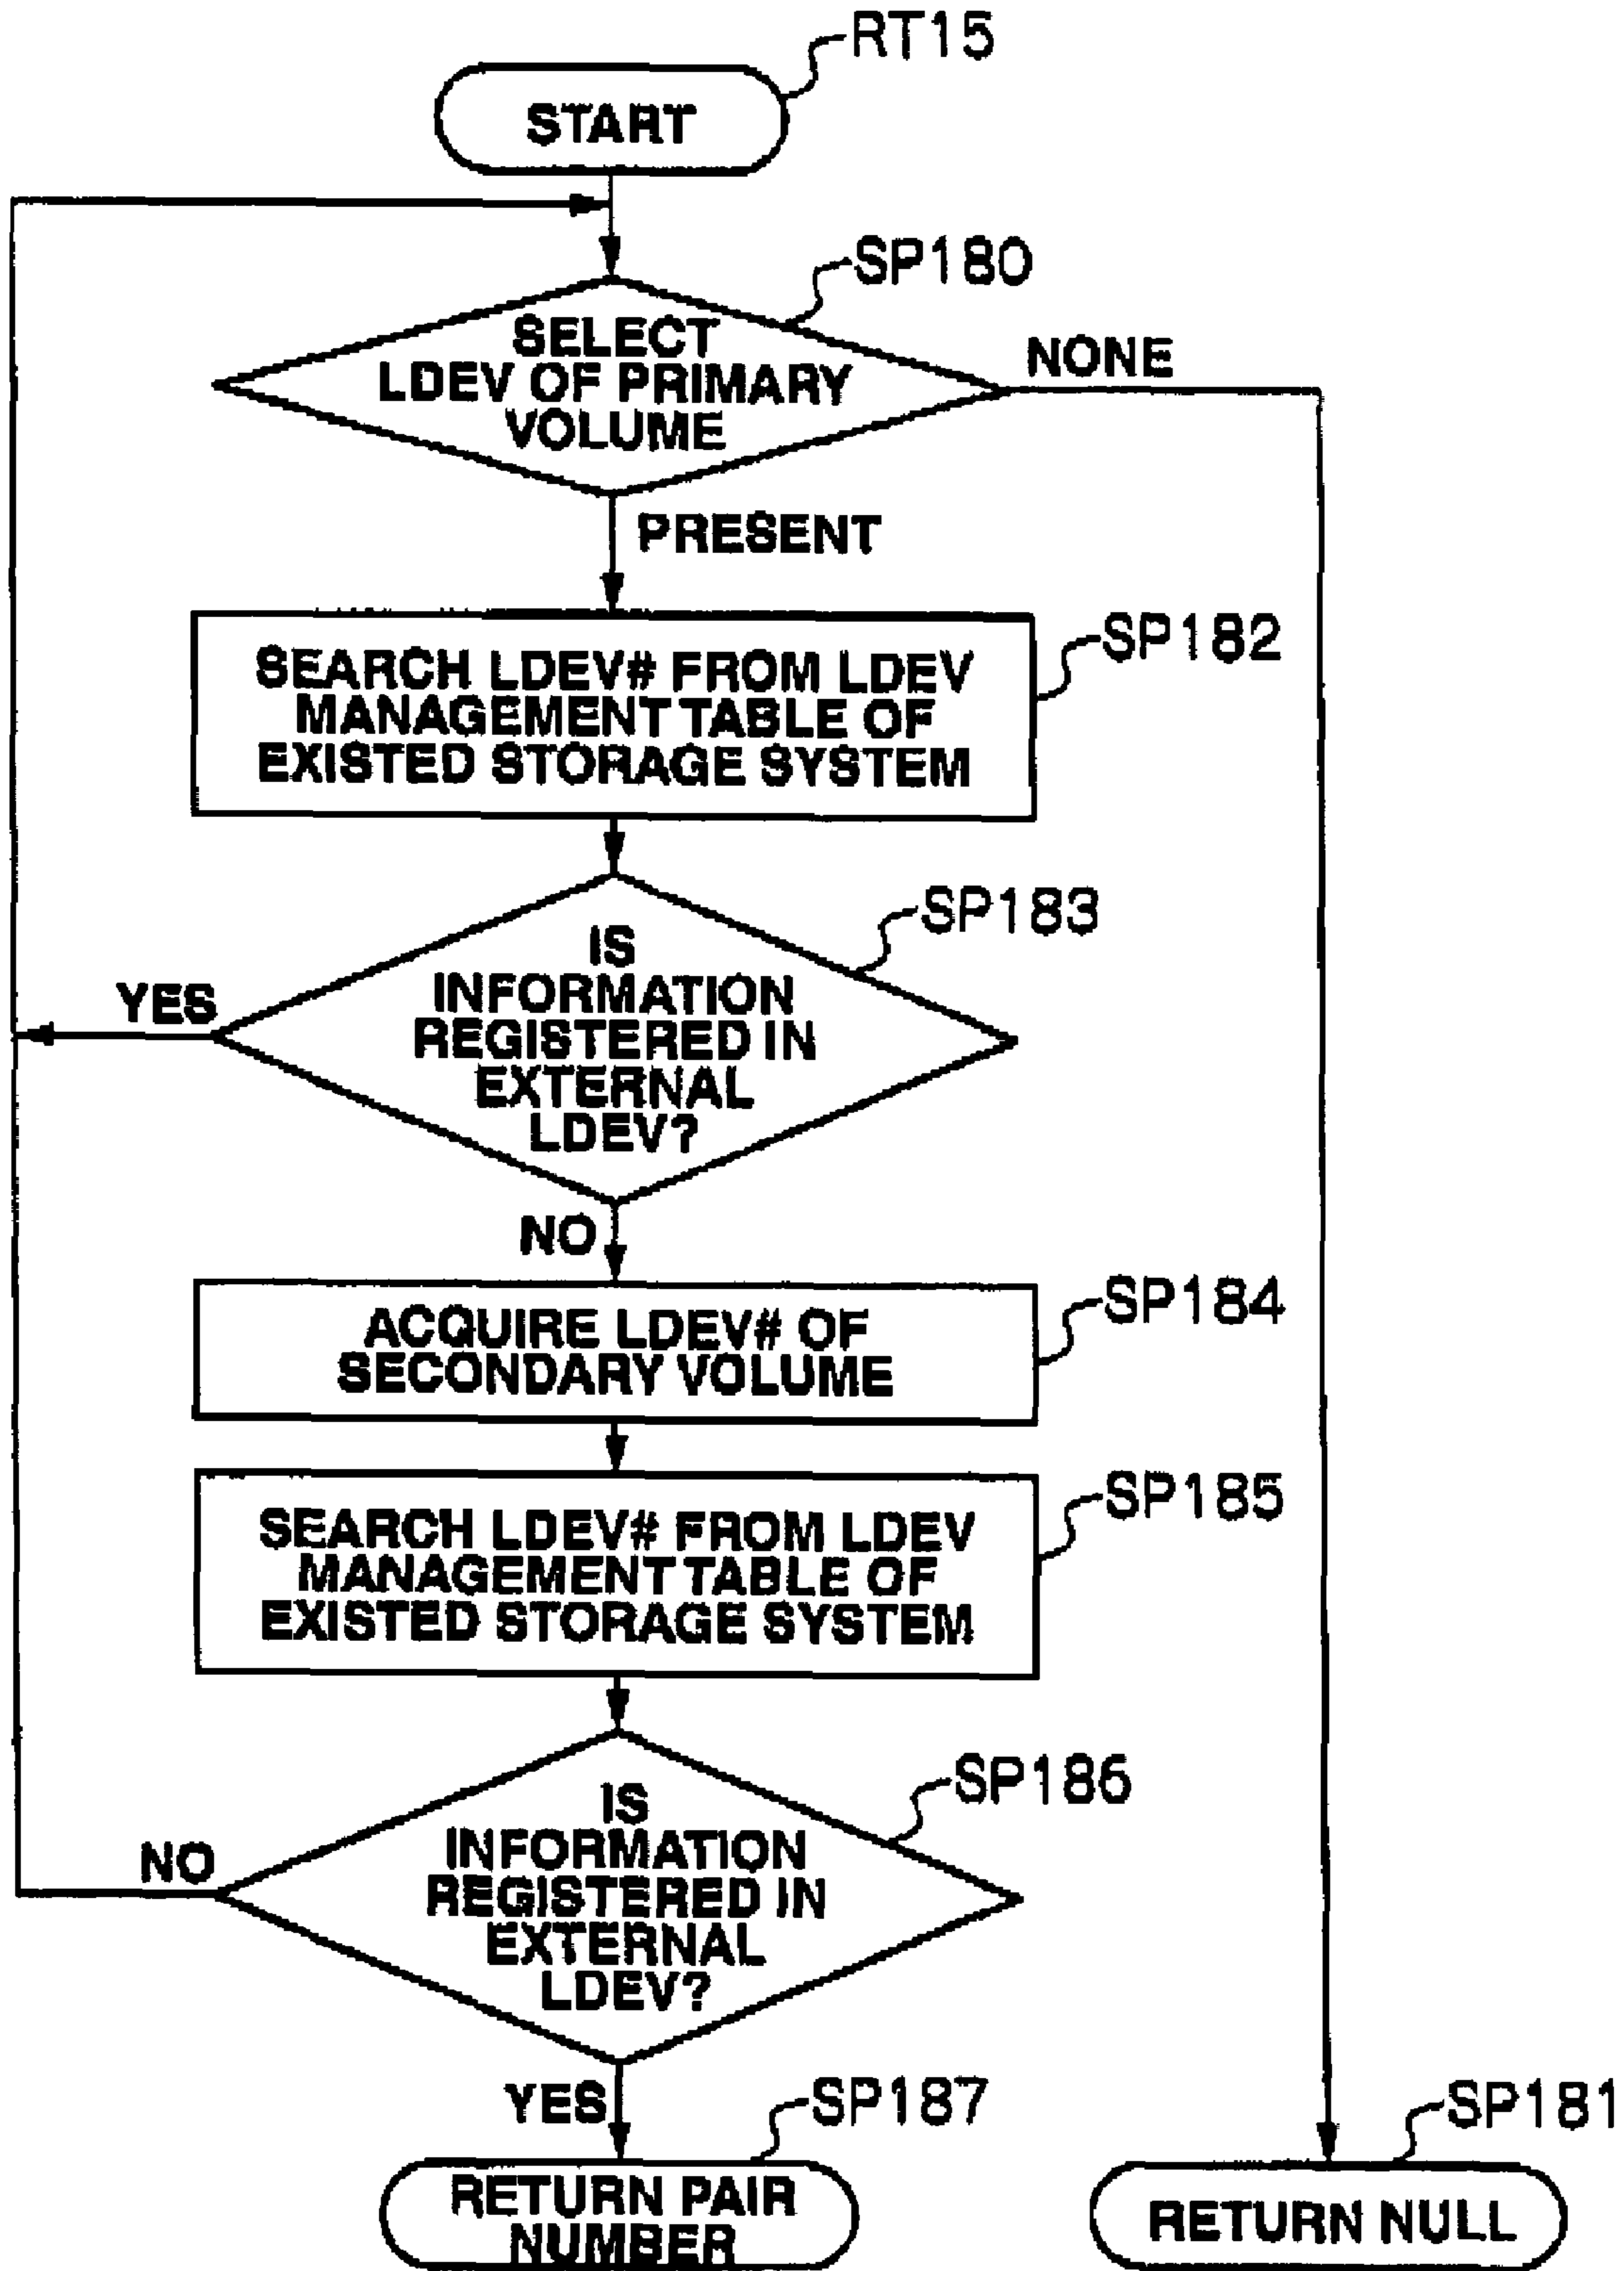 RT15
START
SP180
SELECT
LDEV OF PRIMARY
VOLUME
NONE
PRESENT
SP182
SEARCH LDEV# FROM LDEV
MANAGEMENT TABLE OF
EXISTED STORAGE SYSTEM
SP183
IS
INFORMATION
REGISTERED IN
EXTERNAL
LDEV?
YES
NO
SP184
ACQUIRE LDEV# OF
SECONDARY VOLUME
SP185
SEARCH LDEV# FROM LDEV
MANAGEMENT TABLE OF
EXISTED STORAGE SYSTEM
SP186
IS
INFORMATION
REGISTERED IN
EXTERNAL
LDEV?
NO
YES
SP187
RETURN PAIR
NUMBER
SP181
RETURN NULL